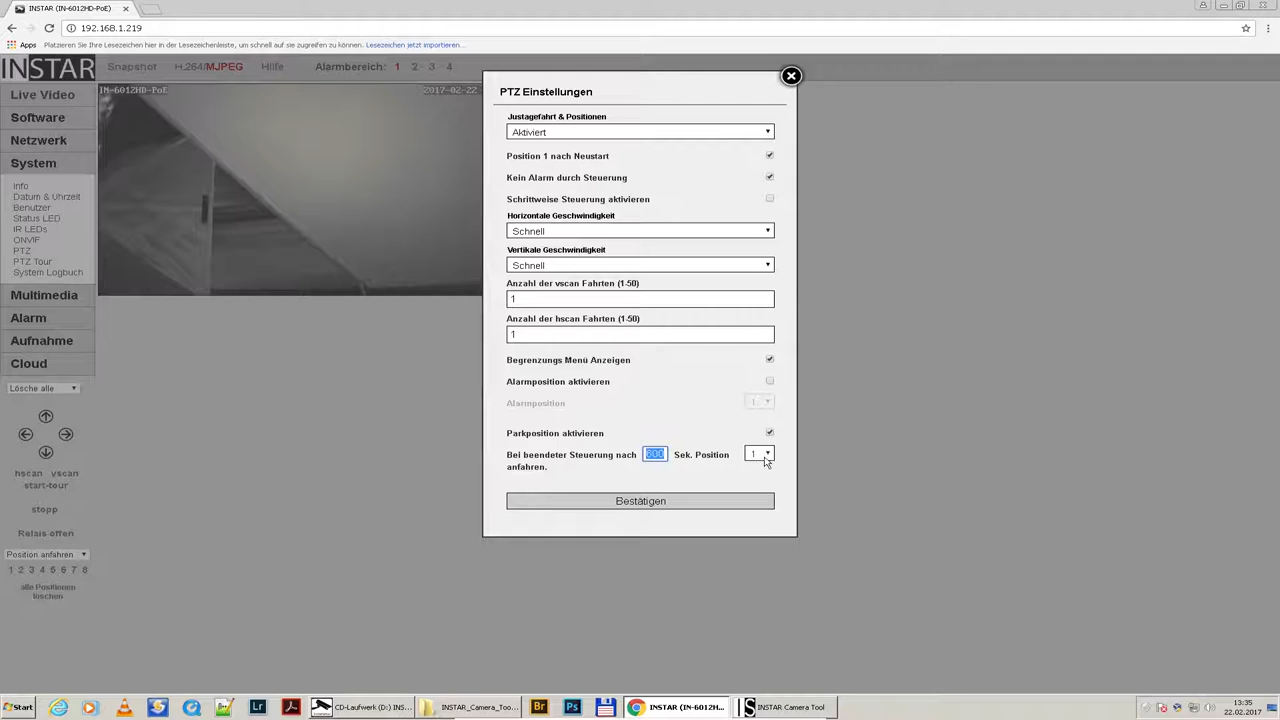 INSTAR (IN-6012HD-PoE)
192.168.1.219
Apps Platzieren Sie Ihre Lesezeichen hier in der Lesezeichenleiste, um schnell auf sie zugreifen zu können. Lesezeichen jetzt importieren...
INSTAR Snapshot H.264/MJPEG Hilfe Alarmbereich: 1 2 3 4
IN-6012HD-PoE 2017-02-22
Live Video
Software
Netzwerk
System
Info
Datum & Uhrzeit
Benutzer
Status LED
IR LEDs
ONVIF
PTZ
PTZ Tour
System Logbuch
Multimedia
Alarm
Aufnahme
Cloud
Lösche alle
hscan vscan
start-tour
stopp
Relais offen
Position anfahren
1 2 3 4 5 6 7 8
alle Positionen
löschen
PTZ Einstellungen
Justagefahrt & Positionen
Aktiviert
Position 1 nach Neustart
Kein Alarm durch Steuerung
Schrittweise Steuerung aktivieren
Horizontale Geschwindigkeit
Schnell
Vertikale Geschwindigkeit
Schnell
Anzahl der vscan Fahrten (1-50)
1
Anzahl der hscan Fahrten (1-50)
1
Begrenzungs Menü Anzeigen
Alarmposition aktivieren
Alarmposition 1
Parkposition aktivieren
Bei beendeter Steuerung nach Sek. Position 1
anfahren.
Bestätigen
Start Lr CD-Laufwerk (D:) INS... INSTAR_Camera_Too... Br Ps INSTAR (IN-6012H... INSTAR Camera Tool
13:35
22.02.2017